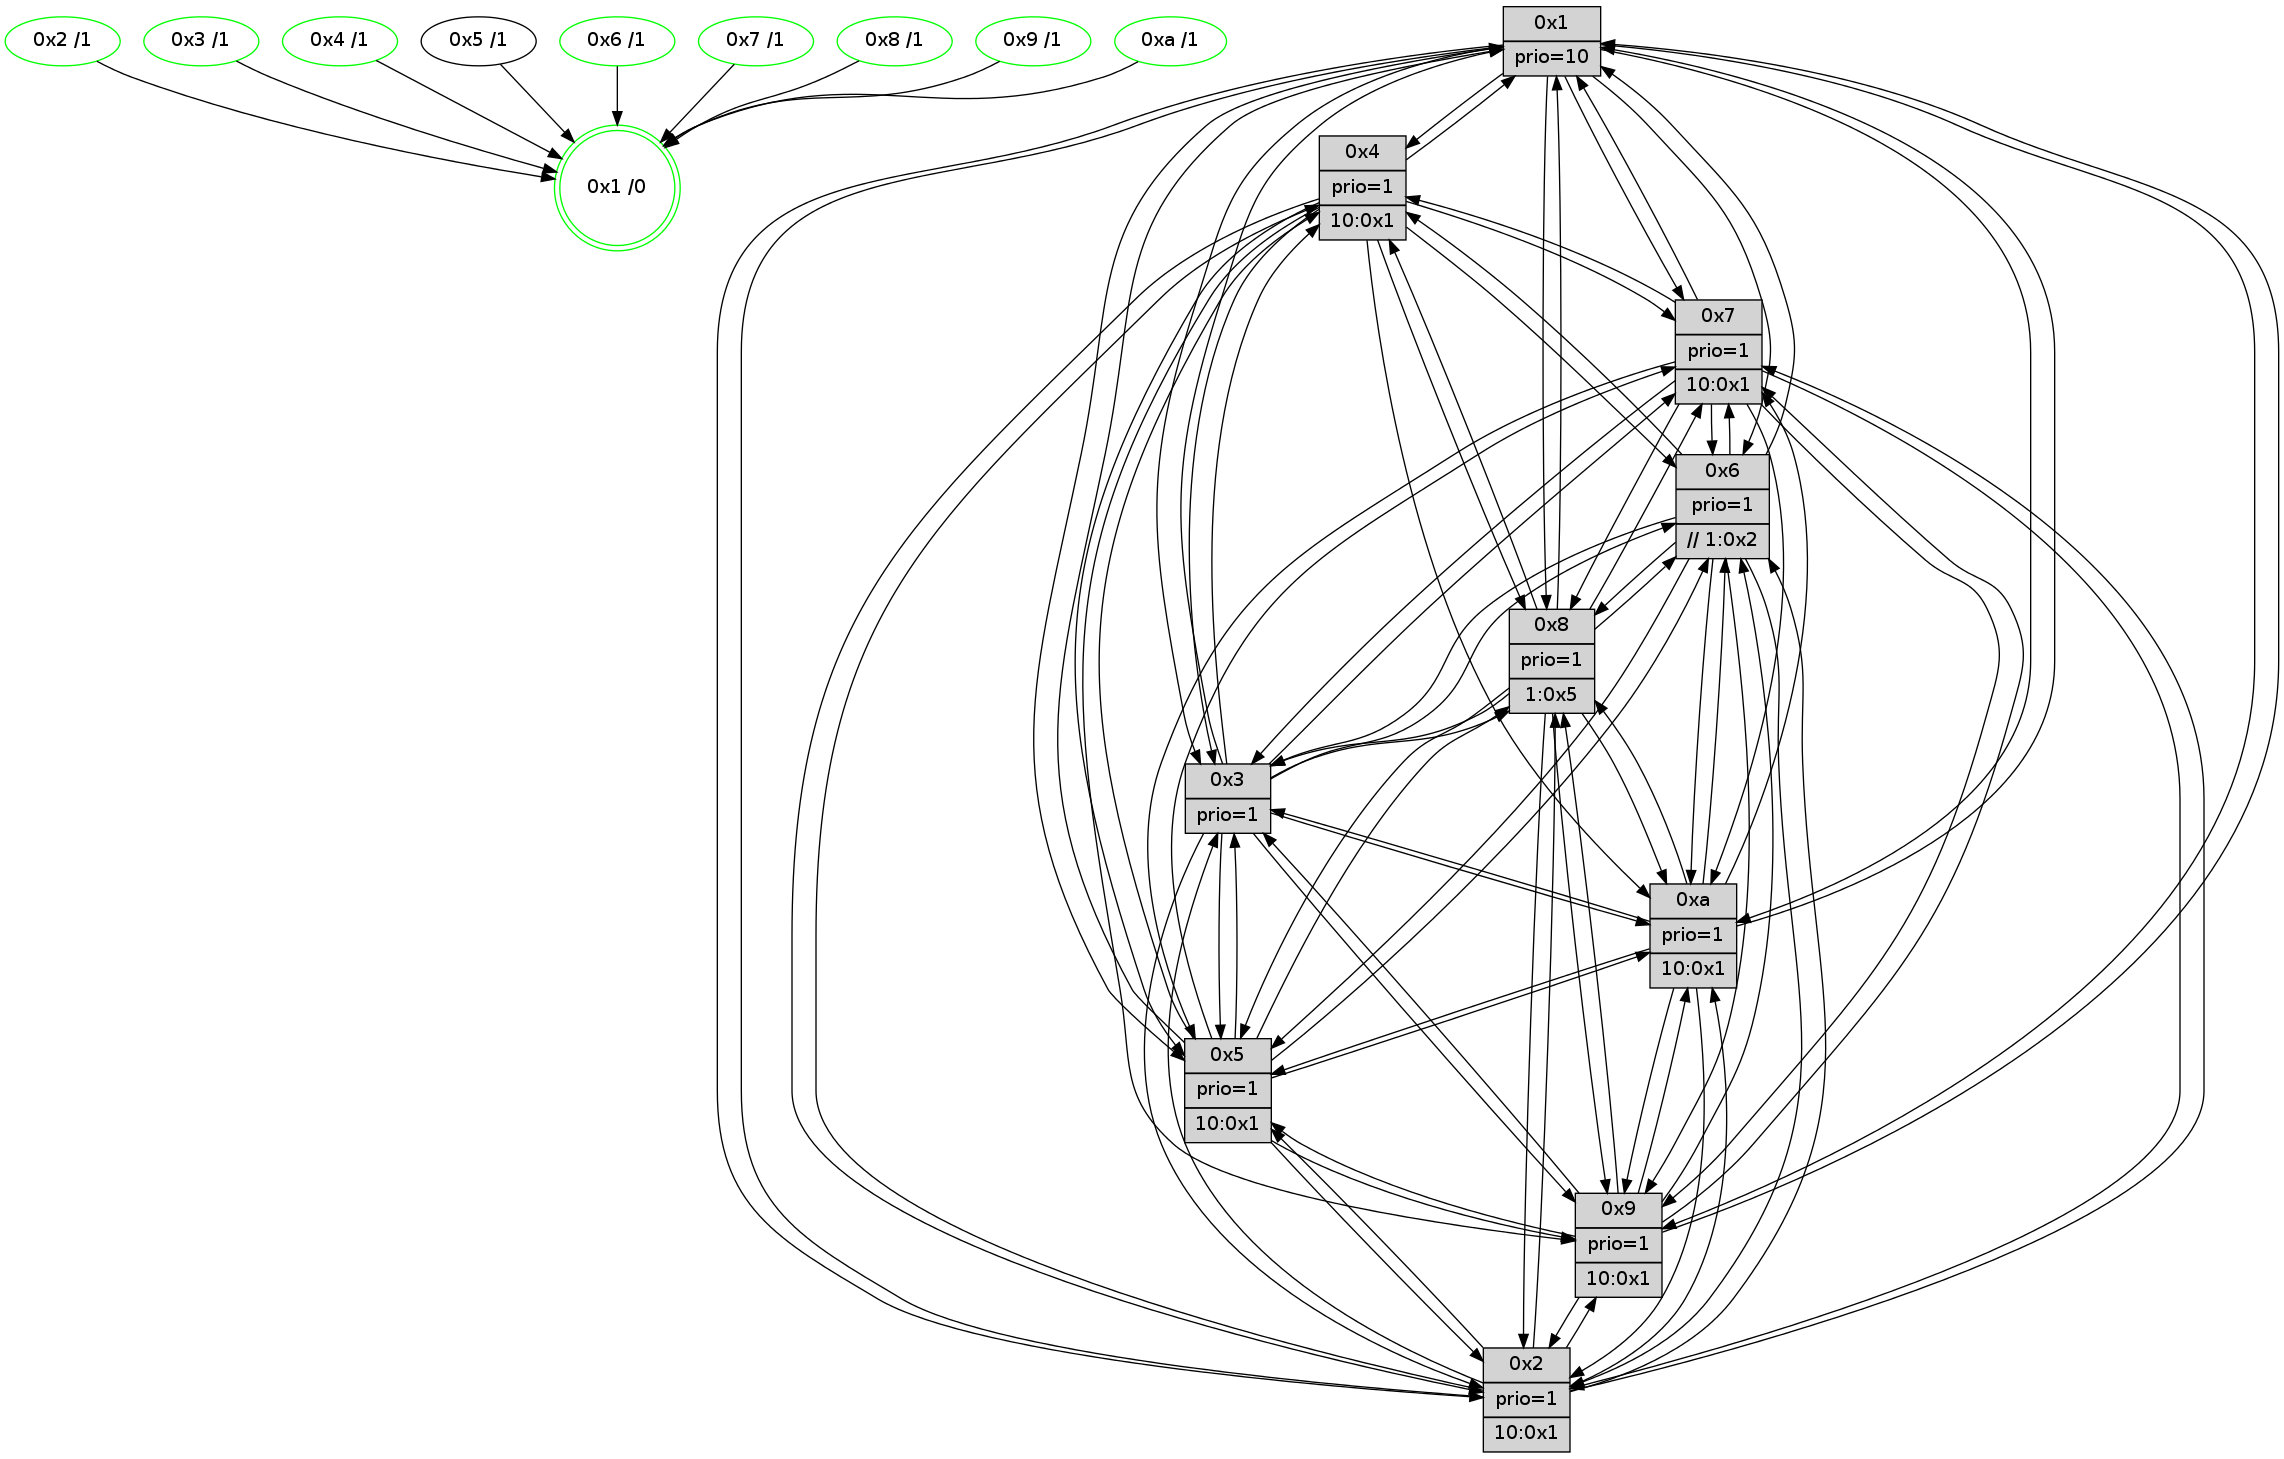 0x2 /1
0x3 /1
0x4 /1
0x5 /1
0x6 /1
0x7 /1
0x8 /1
0x9 /1
0xa /1
0x1 /0
0x1
prio=10
0x4
prio=1
10:0x1
0x7
prio=1
10:0x1
0x6
prio=1
// 1:0x2
0x8
prio=1
1:0x5
0x3
prio=1
0xa
prio=1
10:0x1
0x5
prio=1
10:0x1
0x9
prio=1
10:0x1
0x2
prio=1
10:0x1